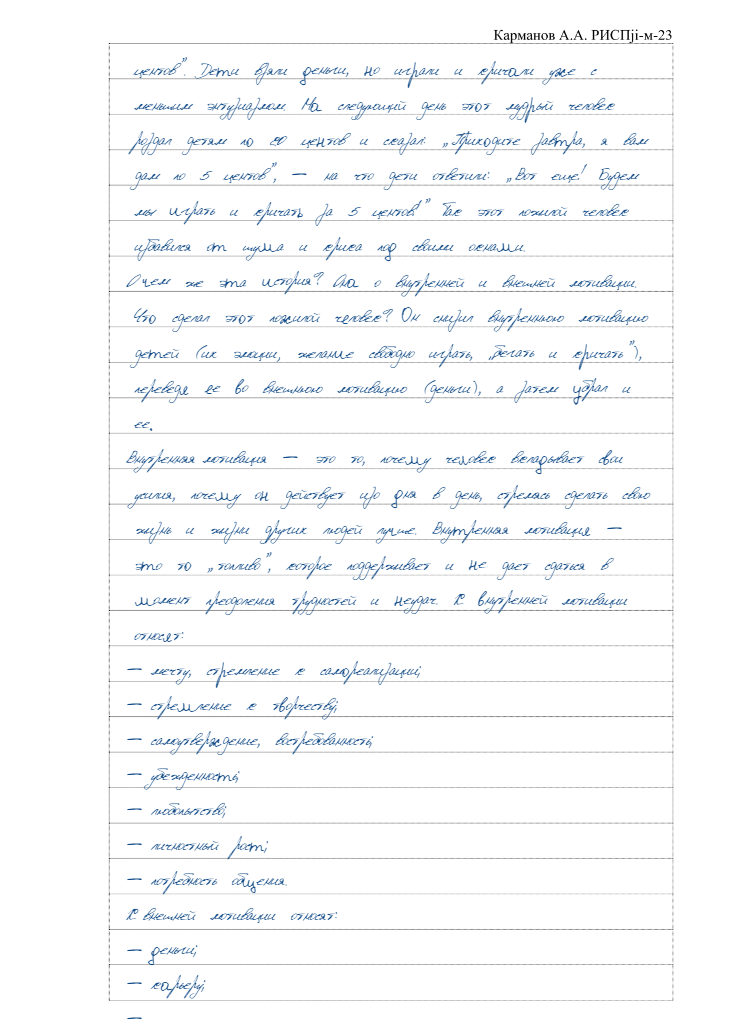 Карманов А.А. РИСПji-м-23
центов". Дети взяли деньги, но играли и кричали уже с
меньшим энтузиазмом. На следующий день этот мудрый человек
раздал детям по 10 центов и сказал: „Приходите завтра, я вам
дам по 5 центов", — на что дети ответили: „Вот еще! Будем
мы играть и кричать за 5 центов!" Так этот пожилой человек
избавился от шума и крика под своими окнами.
О чем же эта история? Она о внутренней и внешней мотивации.
Что сделал этот пожилой человек? Он снизил внутреннюю мотивацию
детей (их эмоции, желание свободно играть, „бегать и кричать"),
переведя ее во внешнюю мотивацию (деньги), а затем убрал и
ее.
Внутренняя мотивация — это то, почему человек вкладывает свои
усилия, почему он действует изо дня в день, стремясь сделать свою
жизнь и жизни других людей лучше. Внутренняя мотивация —
это то „топливо", которое поддерживает и не дает сдаться в
момент преодоления трудностей и неудач. К внутренней мотивации
относят:
— мечту, стремление к самореализации;
— стремление к творчеству;
— самоутверждение, востребованность;
— убежденность;
— любопытство;
— личностный рост;
— потребность общения.
К внешней мотивации относят:
— деньги;
— карьеру;
—